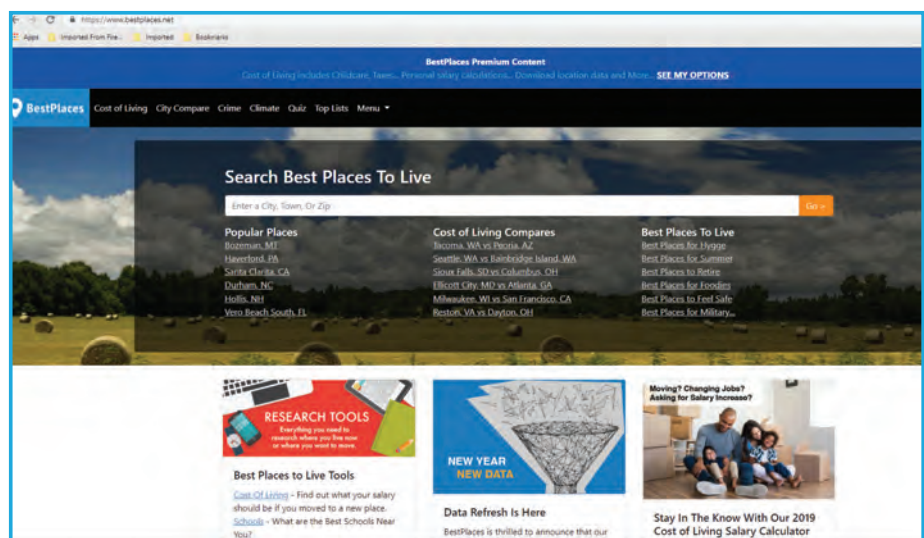 https://www.bestplaces.net
Apps Imported From Fire... Imported Bookmarks
BestPlaces Premium Content
Cost of Living includes Childcare, Taxes... Personal salary calculations... Download location data and More... SEE MY OPTIONS
BestPlaces Cost of Living City Compare Crime Climate Quiz Top Lists Menu
Search Best Places To Live
Enter a City, Town, Or Zip
Go »
Popular Places
Bozeman, MT
Haverford, PA
Santa Clarita, CA
Durham, NC
Hollis, NH
Vero Beach South, FL
Cost of Living Compares
Tacoma, WA vs Peoria, AZ
Seattle, WA vs Bainbridge Island, WA
Sioux Falls, SD vs Columbus, OH
Ellicott City, MD vs Atlanta, GA
Milwaukee, WI vs San Francisco, CA
Reston, VA vs Dayton, OH
Best Places To Live
Best Places for Hygge
Best Places for Summer
Best Places to Retire
Best Places for Foodies
Best Places to Feel Safe
Best Places for Military...
RESEARCH TOOLS
Everything you need to
research where you live now
or where you want to move.
Best Places to Live Tools
Cost Of Living - Find out what your salary
should be if you moved to a new place.
Schools - What are the Best Schools Near
You?
NEW YEAR
NEW DATA
Data Refresh Is Here
BestPlaces is thrilled to announce that our
Moving? Changing Jobs?
Asking for Salary Increase?
Stay In The Know With Our 2019
Cost of Living Salary Calculator